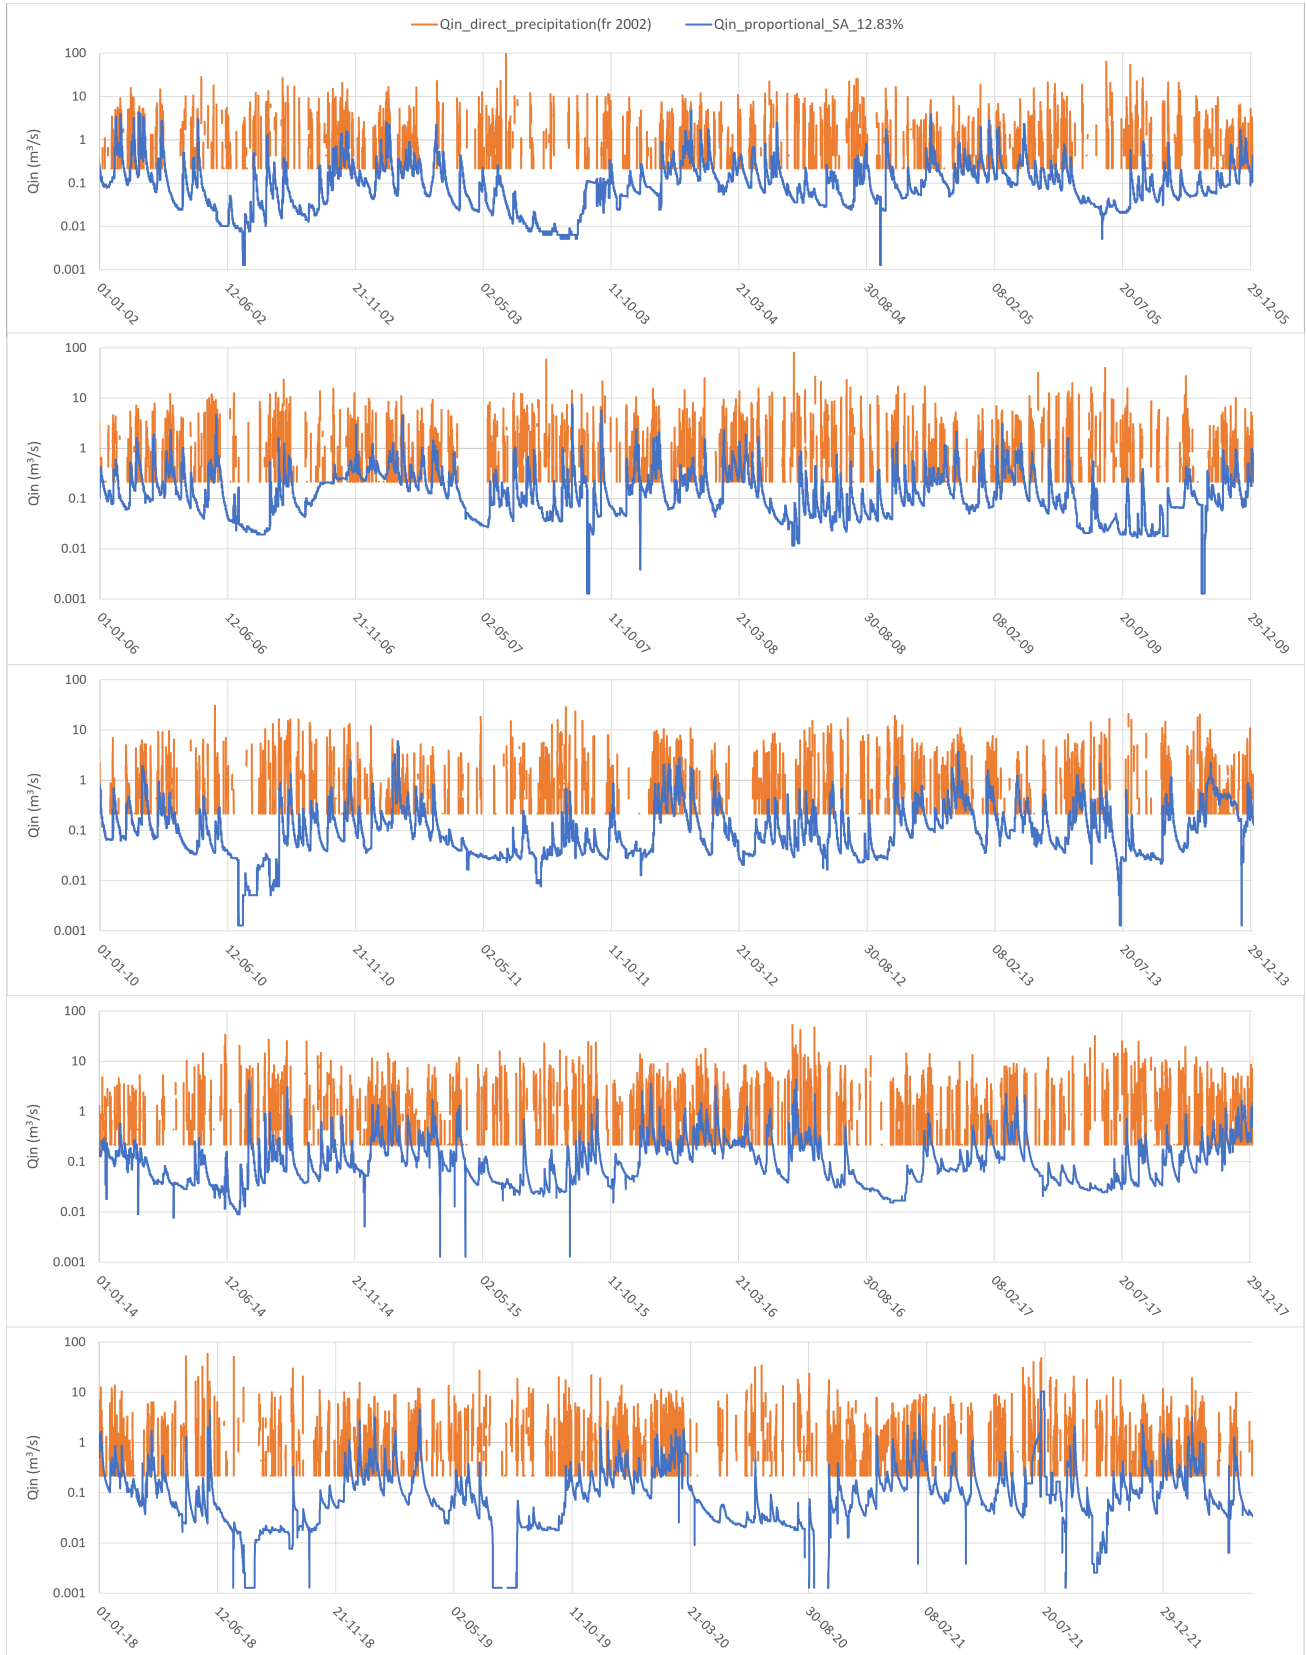 Qin_direct_precipitation(fr 2002) Qin_proportional_SA_12.83%
Qin (m³/s)
100
10
1
0.1
0.01
0.001
01-01-02 12-06-02 21-11-02 02-05-03 11-10-03 21-03-04 30-08-04 08-02-05 20-07-05 29-12-05
Qin (m³/s)
100
10
1
0.1
0.01
0.001
01-01-06 12-06-06 21-11-06 02-05-07 11-10-07 21-03-08 30-08-08 08-02-09 20-07-09 29-12-09
Qin (m³/s)
100
10
1
0.1
0.01
0.001
01-01-10 12-06-10 21-11-10 02-05-11 11-10-11 21-03-12 30-08-12 08-02-13 20-07-13 29-12-13
Qin (m³/s)
100
10
1
0.1
0.01
0.001
01-01-14 12-06-14 21-11-14 02-05-15 11-10-15 21-03-16 30-08-16 08-02-17 20-07-17 29-12-17
Qin (m³/s)
100
10
1
0.1
0.01
0.001
01-01-18 12-06-18 21-11-18 02-05-19 11-10-19 21-03-20 30-08-20 08-02-21 20-07-21 29-12-21